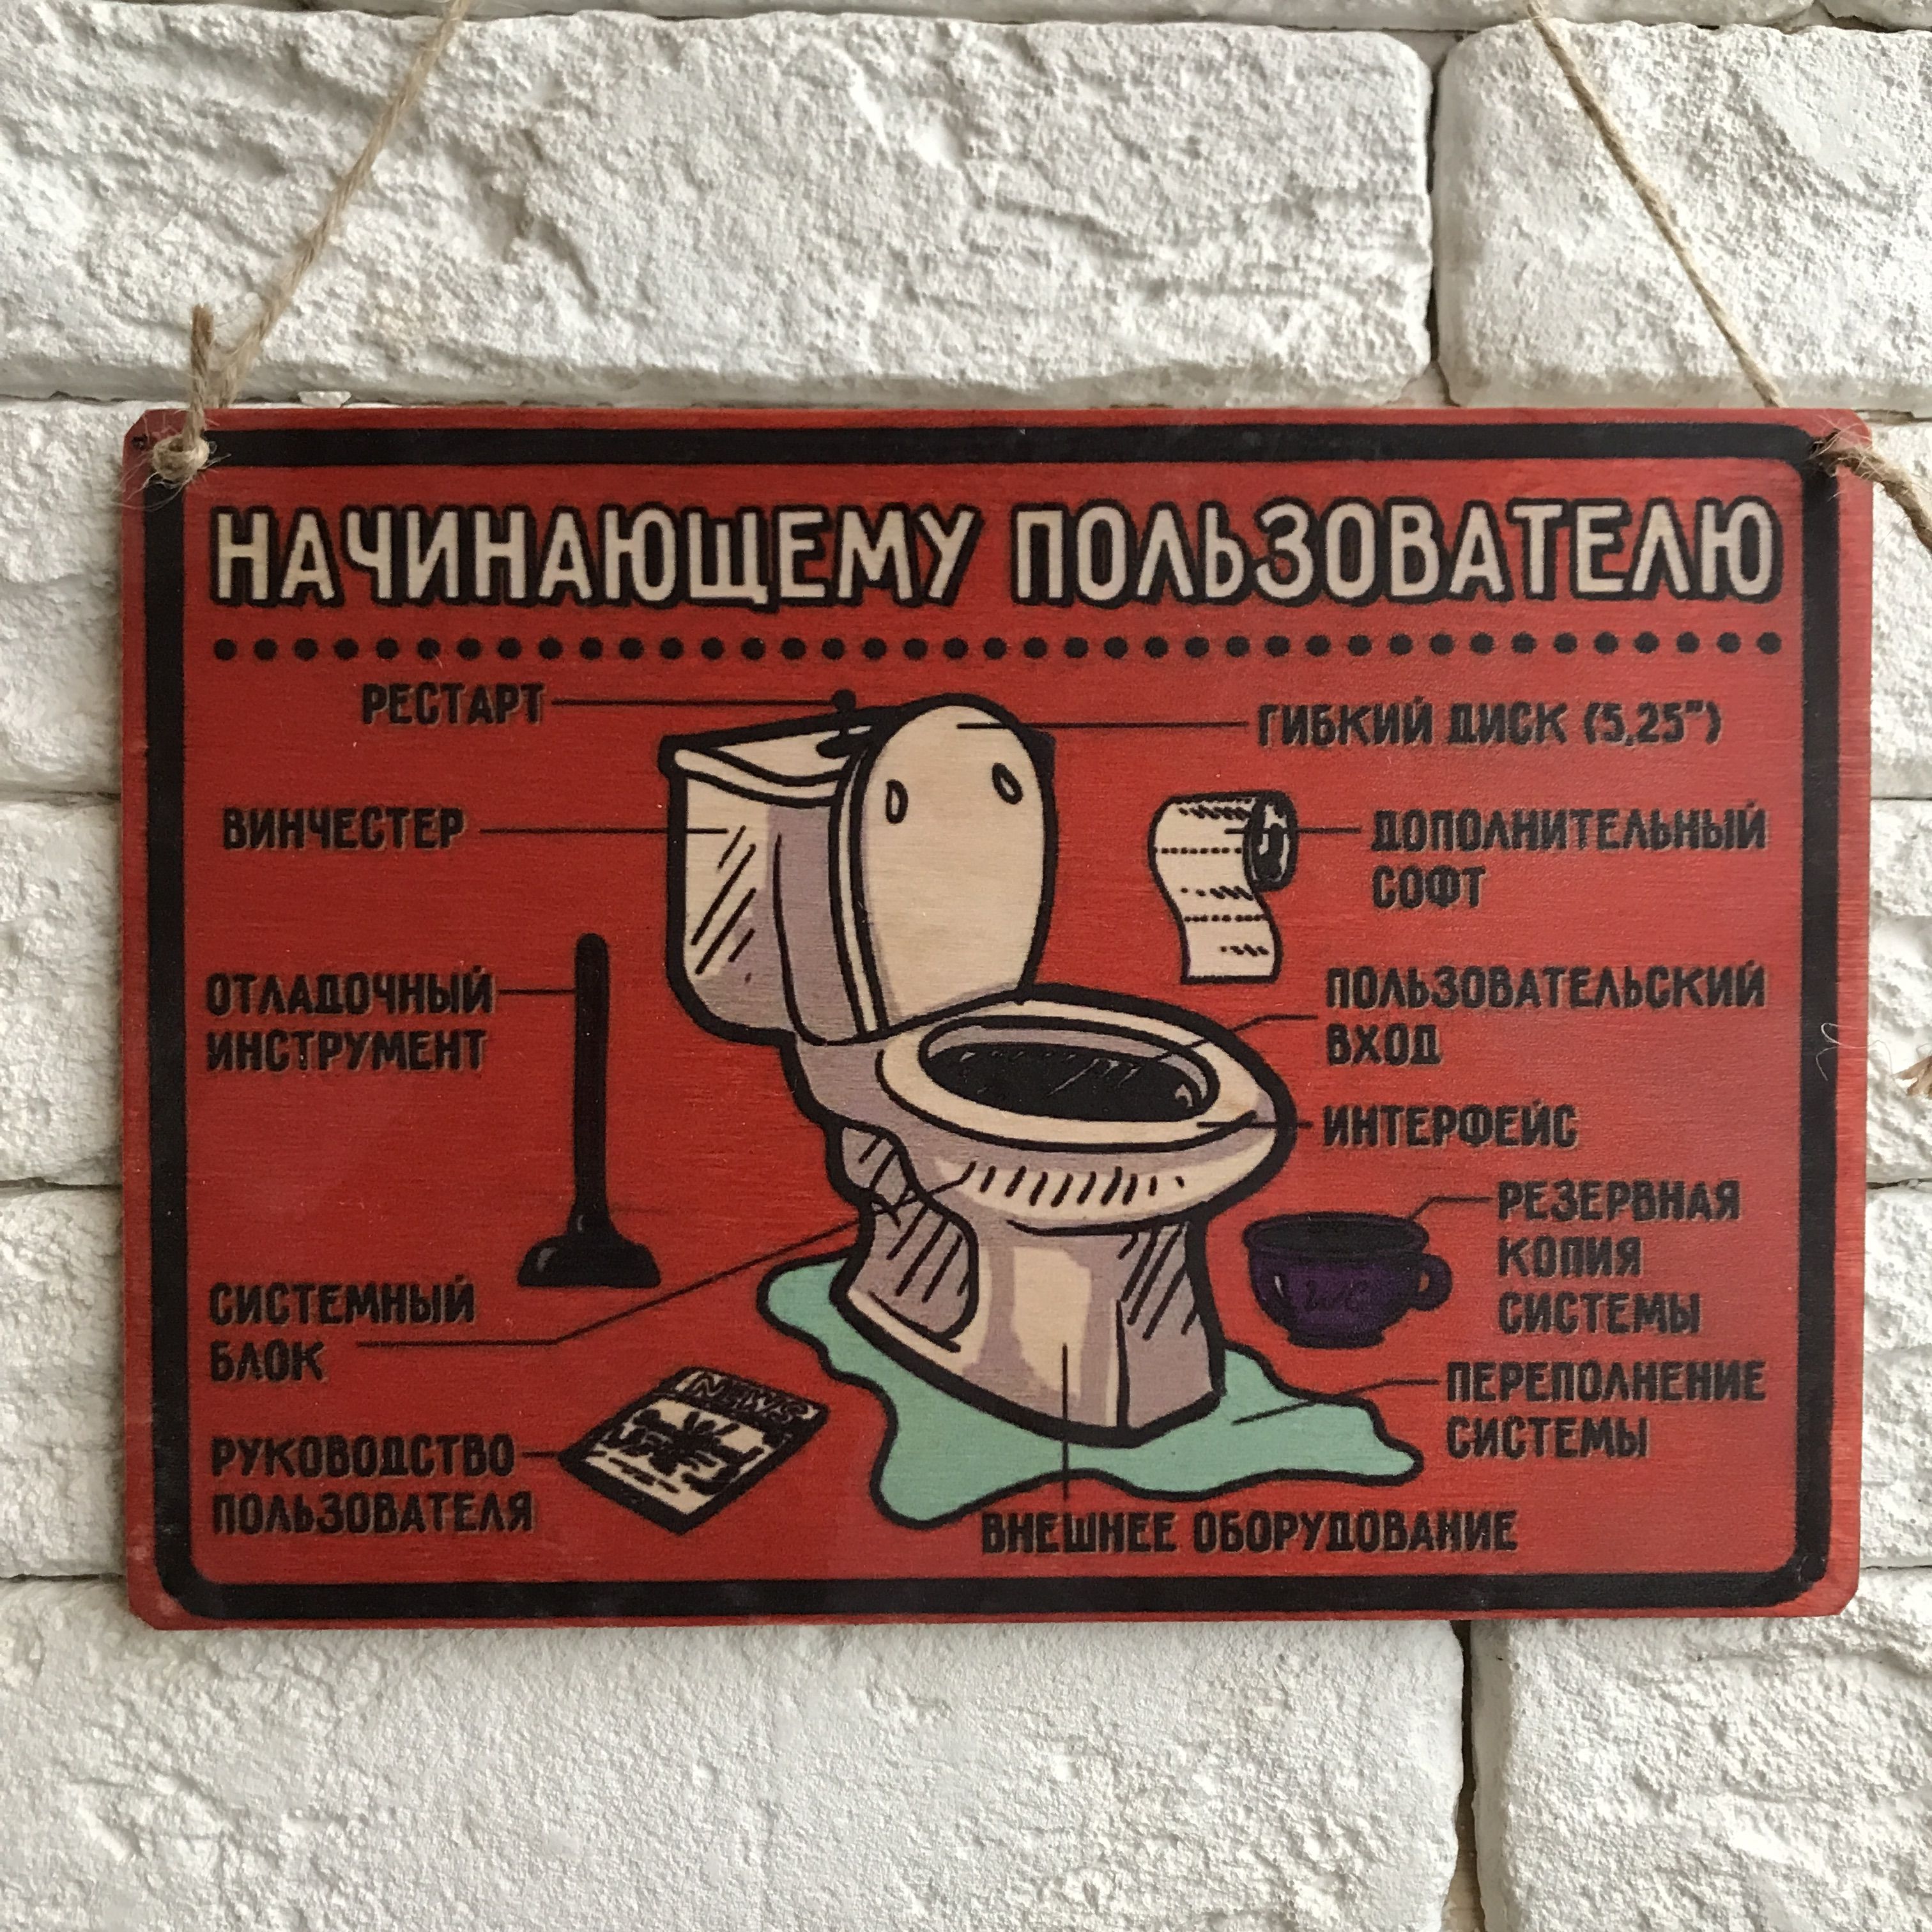 НАЧИНАЮЩЕМУ ПОЛЬЗОВАТЕЛЮ
РЕСТАРТ
ГИБКИЙ ДИСК (5,25")
ВИНЧЕСТЕР
ДОПОЛНИТЕЛЬНЫЙ
СОФТ
ОТЛАДОЧНЫЙ
ИНСТРУМЕНТ
ПОЛЬЗОВАТЕЛЬСКИЙ
ВХОД
ИНТЕРФЕЙС
РЕЗЕРВНАЯ
КОПИЯ
СИСТЕМЫ
WC
СИСТЕМНЫЙ
БЛОК
ПЕРЕПОЛНЕНИЕ
СИСТЕМЫ
NEWS
РУКОВОДСТВО
ПОЛЬЗОВАТЕЛЯ
ВНЕШНЕЕ ОБОРУДОВАНИЕ